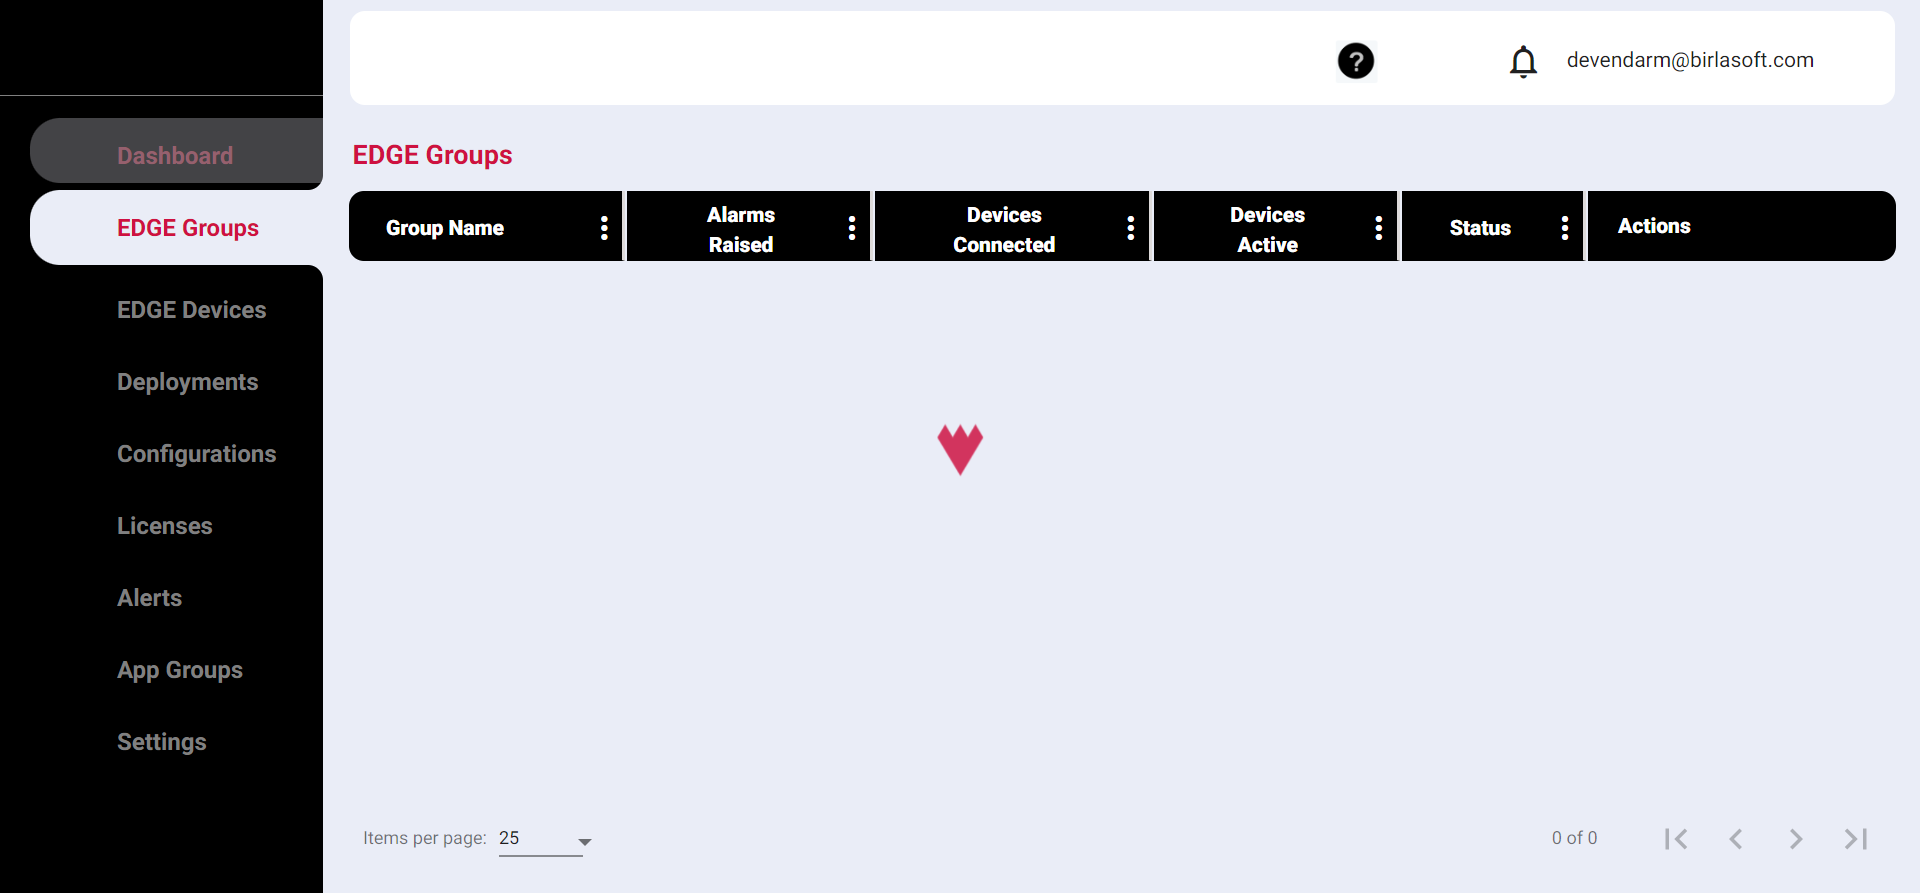 devendarm@birlasoft.com
Dashboard
EDGE Groups
EDGE Devices
Deployments
Configurations
Licenses
Alerts
App Groups
Settings
EDGE Groups
Group Name
Alarms
Raised
Devices
Connected
Devices
Active
Status
Actions
Items per page: 25
0 of 0